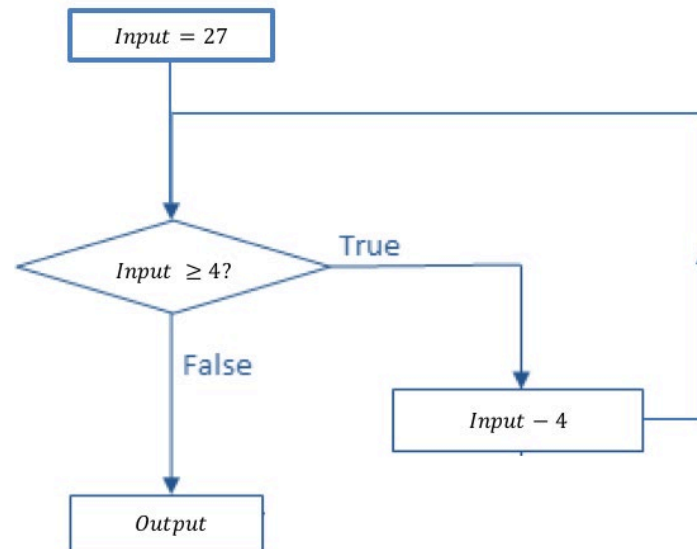 Input = 27
Input ≥ 4?
True
False
Input − 4
Output